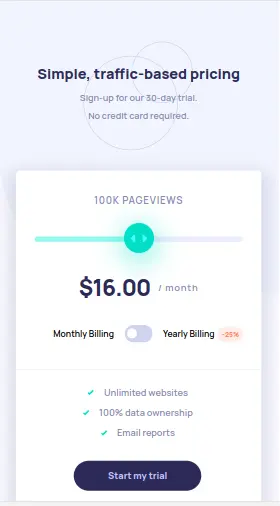 Simple, traffic-based pricing
Sign-up for our 30-day trial.
No credit card required.
100K PAGEVIEWS
$16.00 / month
Monthly Billing Yearly Billing -25%
Unlimited websites
100% data ownership
Email reports
Start my trial